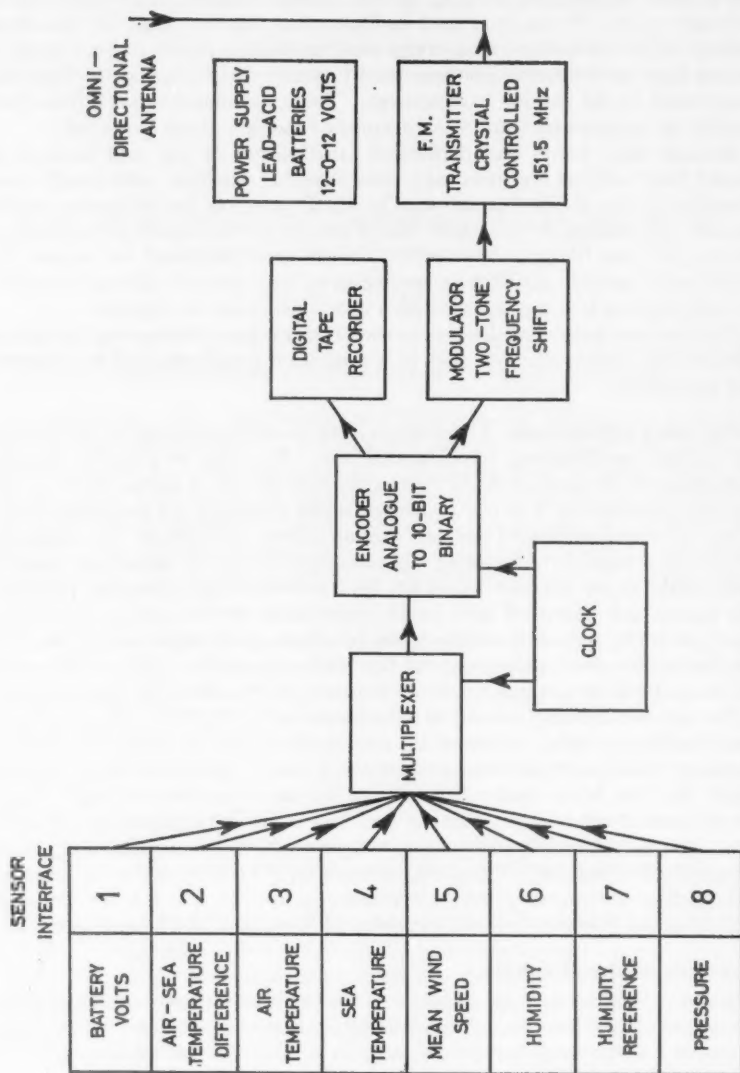 SENSOR
INTERFACE
BATTERY
VOLTS
1
AIR-SEA
TEMPERATURE
DIFFERENCE
2
AIR
TEMPERATURE
3
SEA
TEMPERATURE
4
MEAN WIND
SPEED
5
HUMIDITY
6
HUMIDITY
REFERENCE
7
PRESSURE
8
MULTIPLEXER
CLOCK
ENCODER
ANALOGUE
TO 10-BIT
BINARY
DIGITAL
TAPE
RECORDER
MODULATOR
TWO-TONE
FREQUENCY
SHIFT
POWER SUPPLY
LEAD-ACID
BATTERIES
12-0-12 VOLTS
F.M.
TRANSMITTER
CRYSTAL
CONTROLLED
151.5 MHz
OMNI-
DIRECTIONAL
ANTENNA